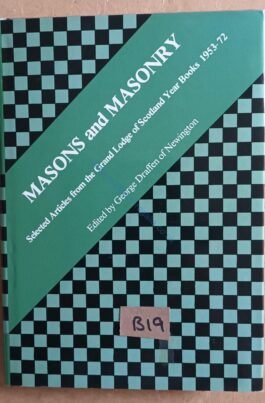 MASONS and MASONRY
Selected Articles from the Grand Lodge of Scotland Year Books 1953-72
Edited by George Draffen of Newington
B19